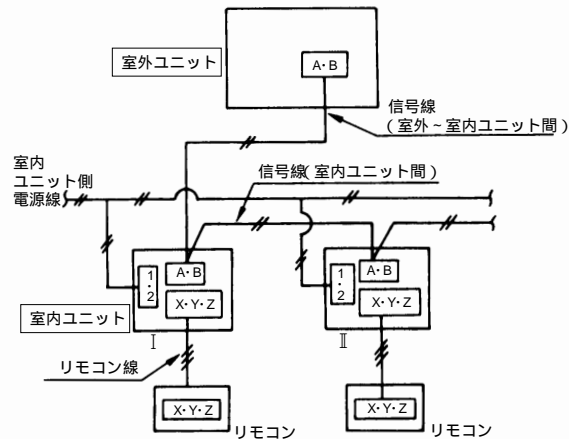 室外ユニット
A・B
信号線
(室外~室内ユニット間)
室内
ユニット側
電源線
信号線(室内ユニット間)
1・2
A・B
X・Y・Z
1・2
A・B
X・Y・Z
室内ユニット
Ⅰ
Ⅱ
リモコン線
X・Y・Z
リモコン
X・Y・Z
リモコン